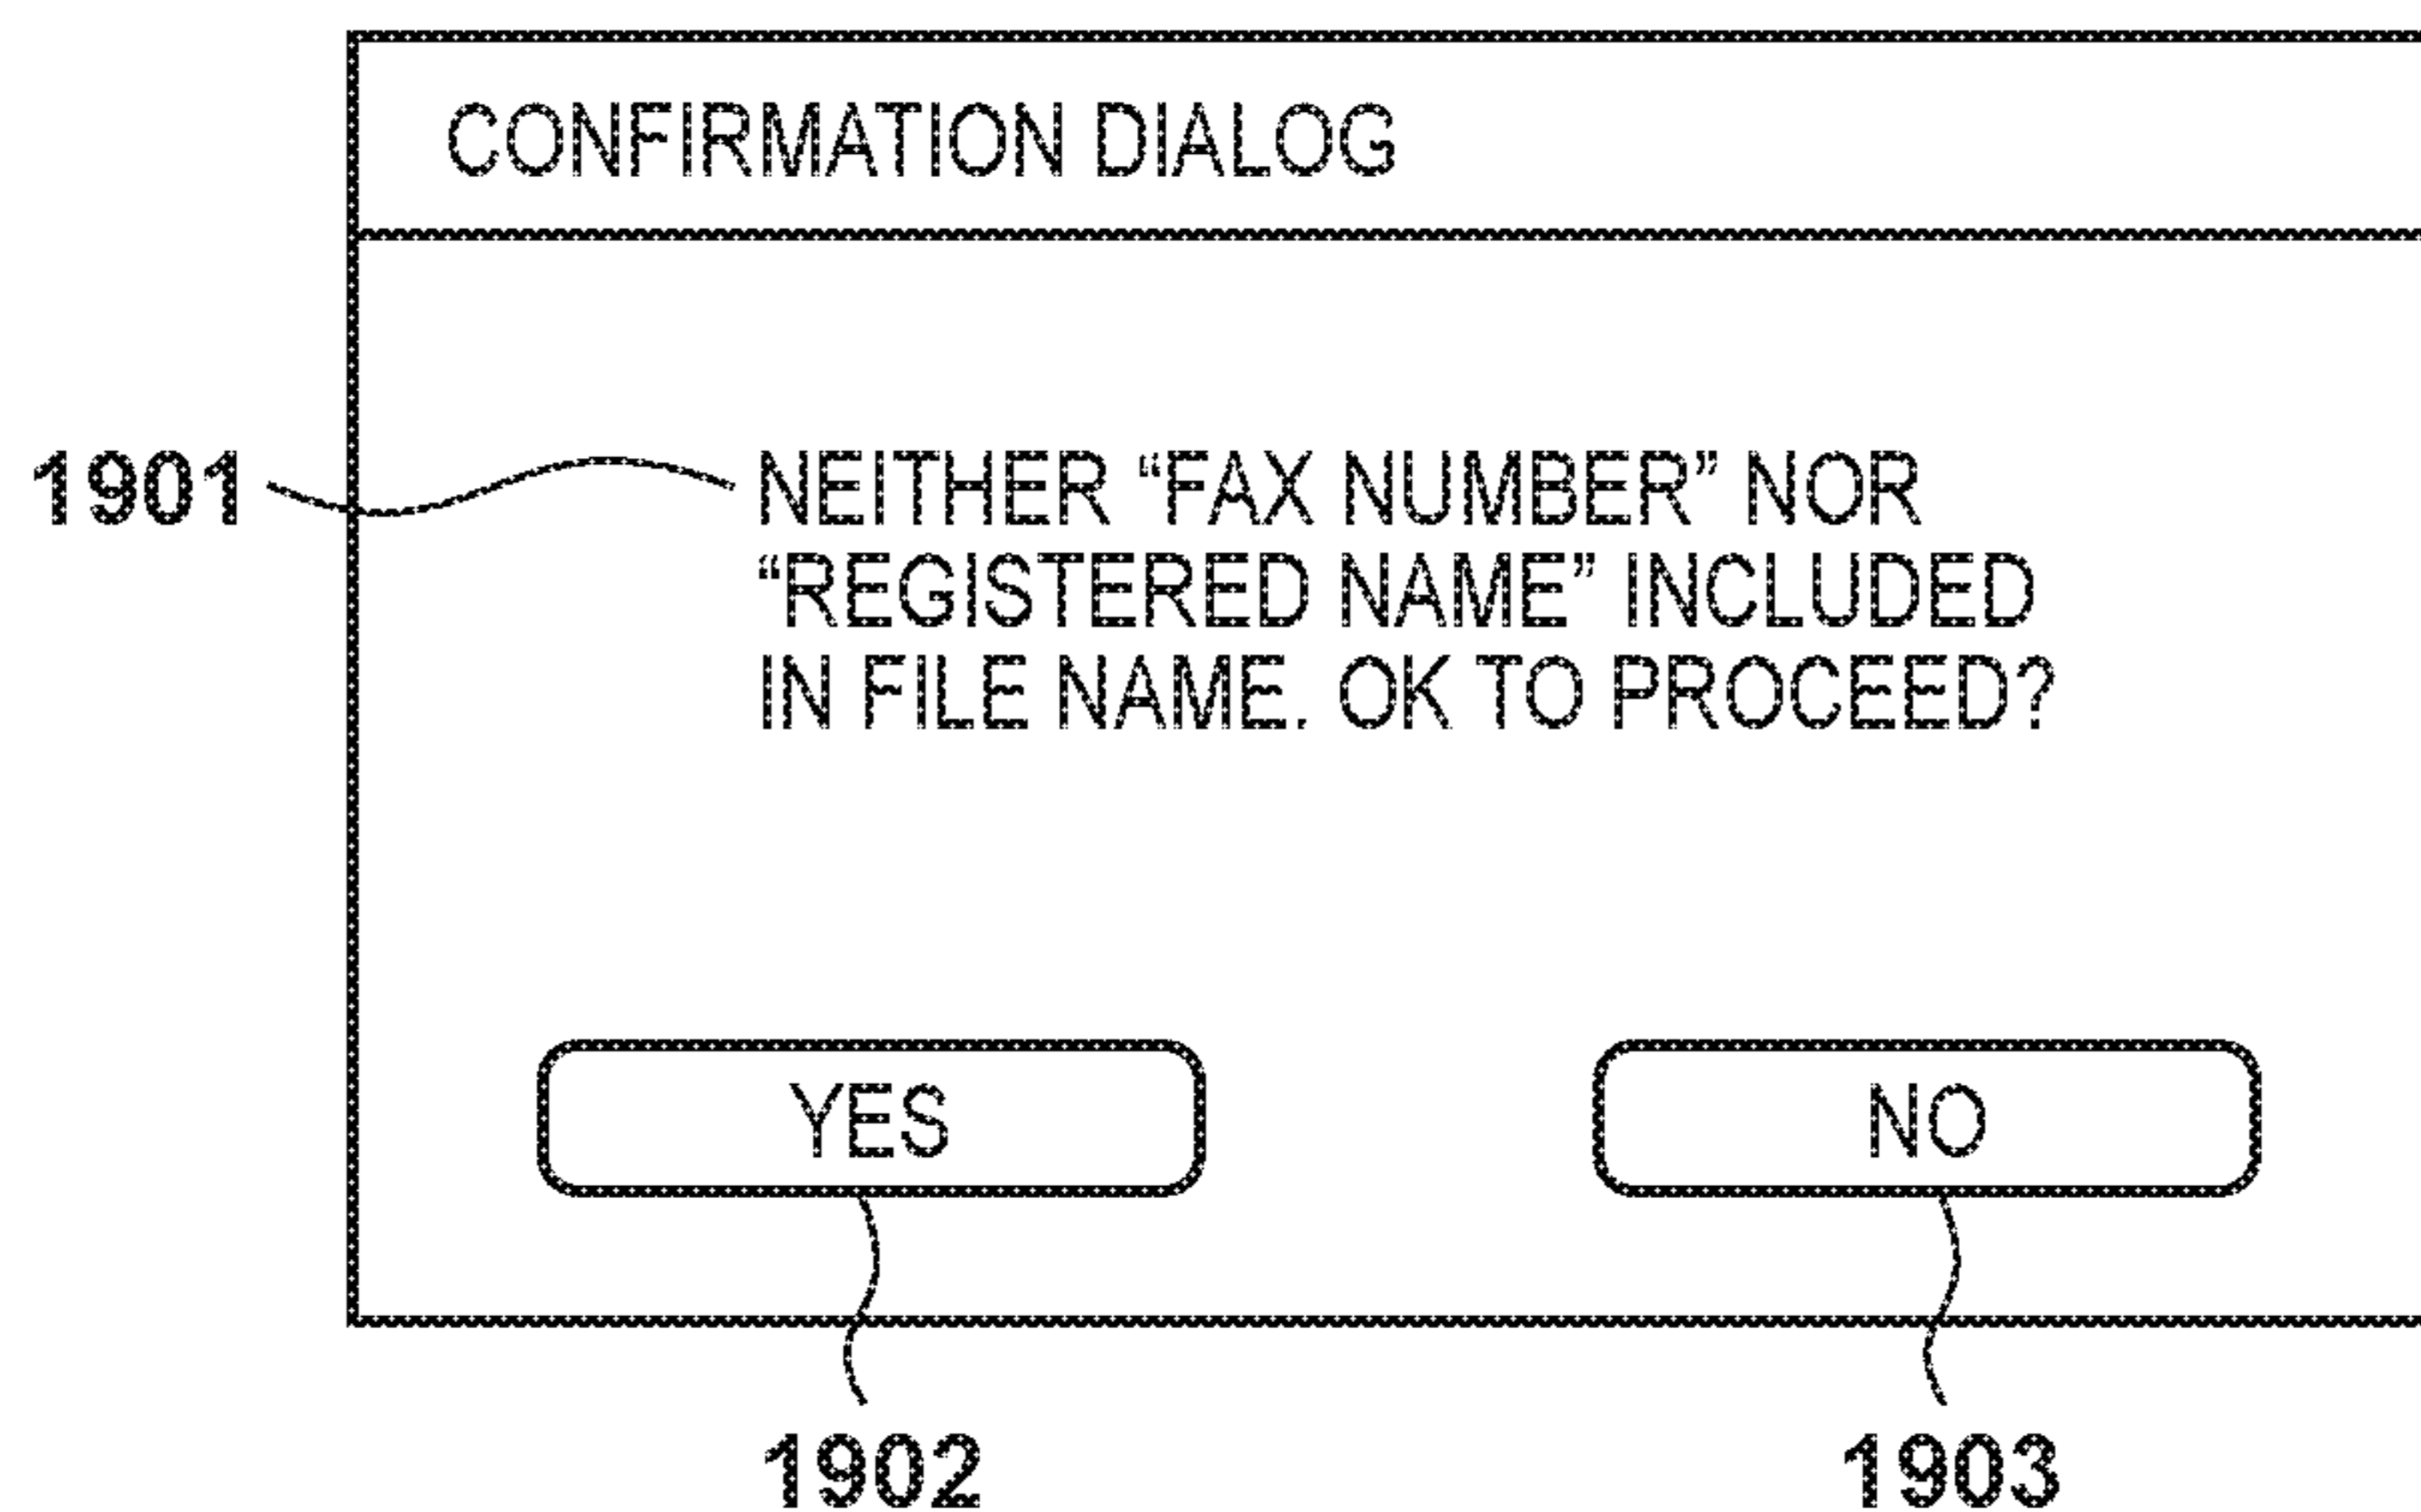 CONFIRMATION DIALOG
1901
NEITHER “FAX NUMBER” NOR
“REGISTERED NAME” INCLUDED
IN FILE NAME. OK TO PROCEED?
YES
NO
1902
1903